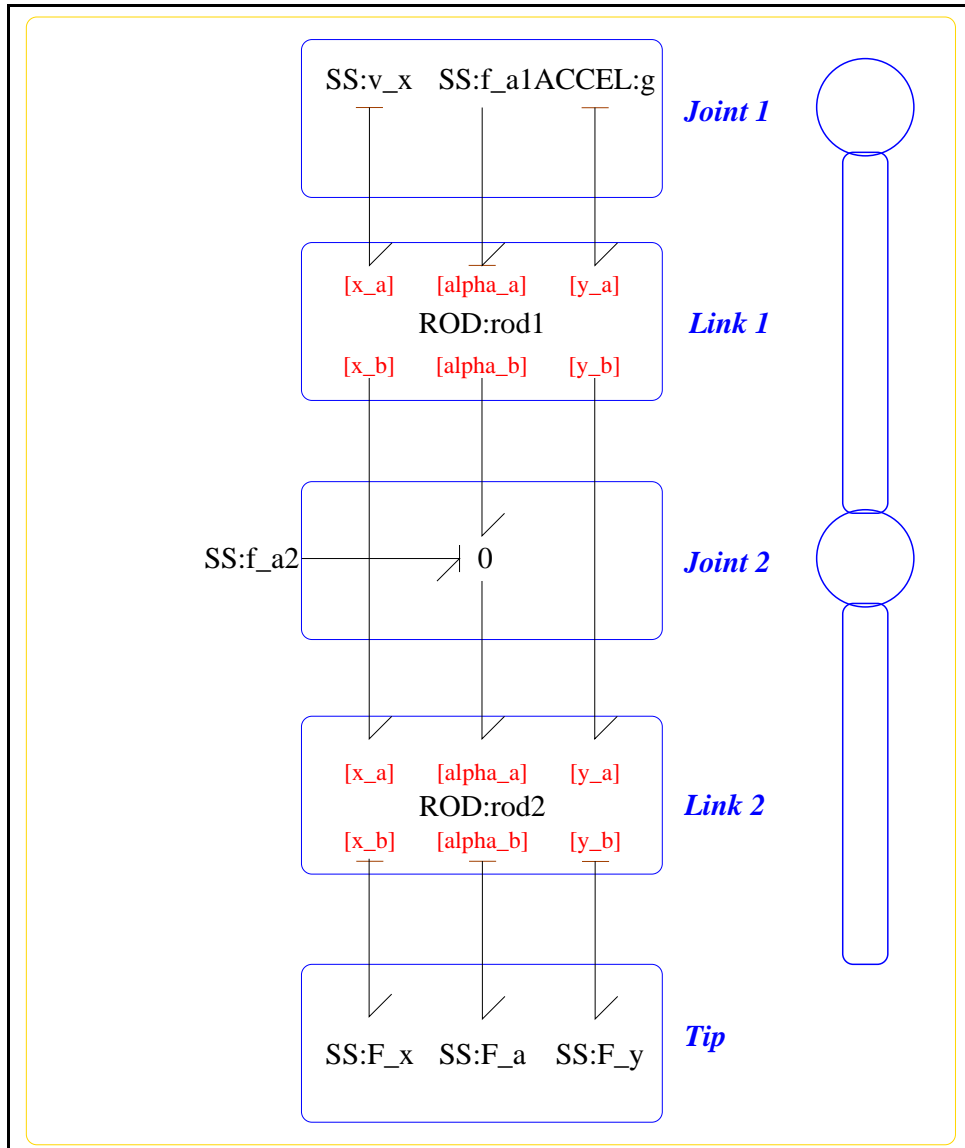 SS:v_x SS:f_a1ACCEL:g
Joint 1
[x_a] [alpha_a] [y_a]
ROD:rod1
Link 1
[x_b] [alpha_b] [y_b]
SS:f_a2 0
Joint 2
[x_a] [alpha_a] [y_a]
ROD:rod2
Link 2
[x_b] [alpha_b] [y_b]
Tip
SS:F_x SS:F_a SS:F_y